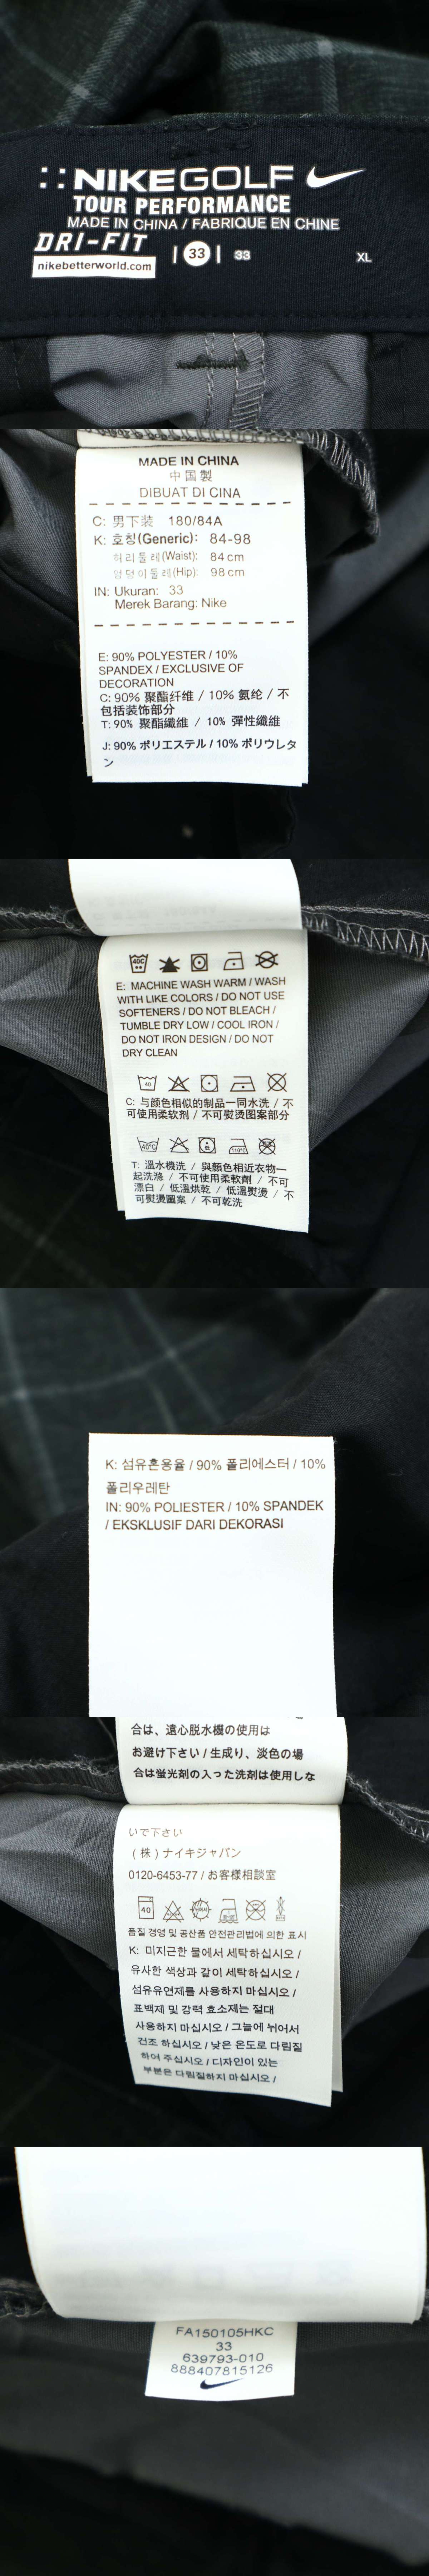 NIKEGOLF
TOUR PERFORMANCE
MADE IN CHINA / FABRIQUE EN CHINE
DRI-FIT
nikebetterworld.com
33
33
XL
MADE IN CHINA
中国製
DIBUAT DI CINA
C: 男下装 180/84A
K: 호칭(Generic): 84-98
허리둘레(Waist): 84cm
엉덩이둘레(Hip): 98cm
IN: Ukuran: 33
Merek Barang: Nike
E: 90% POLYESTER / 10%
SPANDEX / EXCLUSIVE OF
DECORATION
C: 90% 聚酯纤维 / 10% 氨纶 / 不
包括装饰部分
T: 90% 聚酯纖維 / 10% 彈性纖維
J: 90% ポリエステル / 10% ポリウレタ
ン
40C
E: MACHINE WASH WARM / WASH
WITH LIKE COLORS / DO NOT USE
SOFTENERS / DO NOT BLEACH /
TUMBLE DRY LOW / COOL IRON /
DO NOT IRON DESIGN / DO NOT
DRY CLEAN
40
C: 与颜色相似的制品一同水洗 / 不
可使用柔软剂 / 不可熨烫图案部分
40°C 110°C
T: 溫水機洗 / 與顏色相近衣物一
起洗滌 / 不可使用柔軟劑 / 不可
漂白 / 低溫烘乾 / 低溫熨燙 / 不
可熨燙圖案 / 不可乾洗
K: 섬유혼용율 / 90% 폴리에스터 / 10%
폴리우레탄
IN: 90% POLIESTER / 10% SPANDEK
/ EKSKLUSIF DARI DEKORASI
合は、遠心脱水機の使用は
お避け下さい / 生成り、淡色の場
合は蛍光剤の入った洗剤は使用しな
いで下さい
(株) ナイキジャパン
0120-6453-77 / お客様相談室
40
품질 경영 및 공산품 안전관리법에 의한 표시
K: 미지근한 물에서 세탁하십시오 /
유사한 색상과 같이 세탁하십시오 /
섬유유연제를 사용하지 마십시오 /
표백제 및 강력 효소제는 절대
사용하지 마십시오 / 그늘에 뉘어서
건조 하십시오 / 낮은 온도로 다림질
하여 주십시오 / 디자인이 있는
부분은 다림질하지 마십시오 /
FA150105HKC
33
639793-010
888407815126